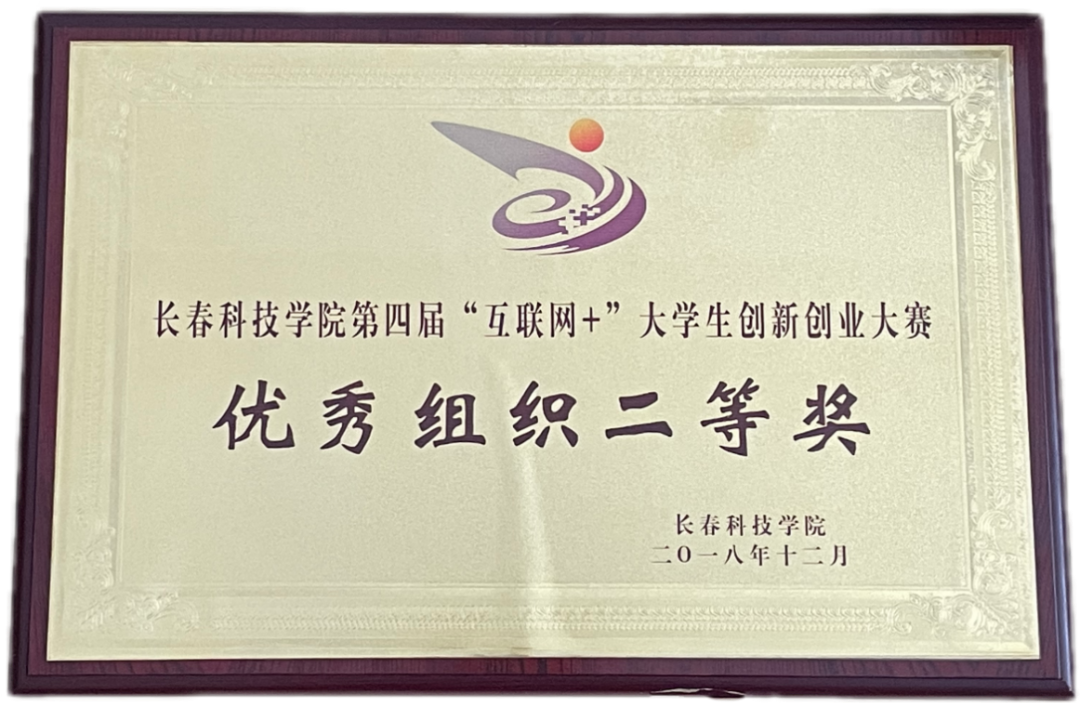 长春科技学院第四届“互联网+”大学生创新创业大赛
优秀组织二等奖
长春科技学院
二〇一八年十二月